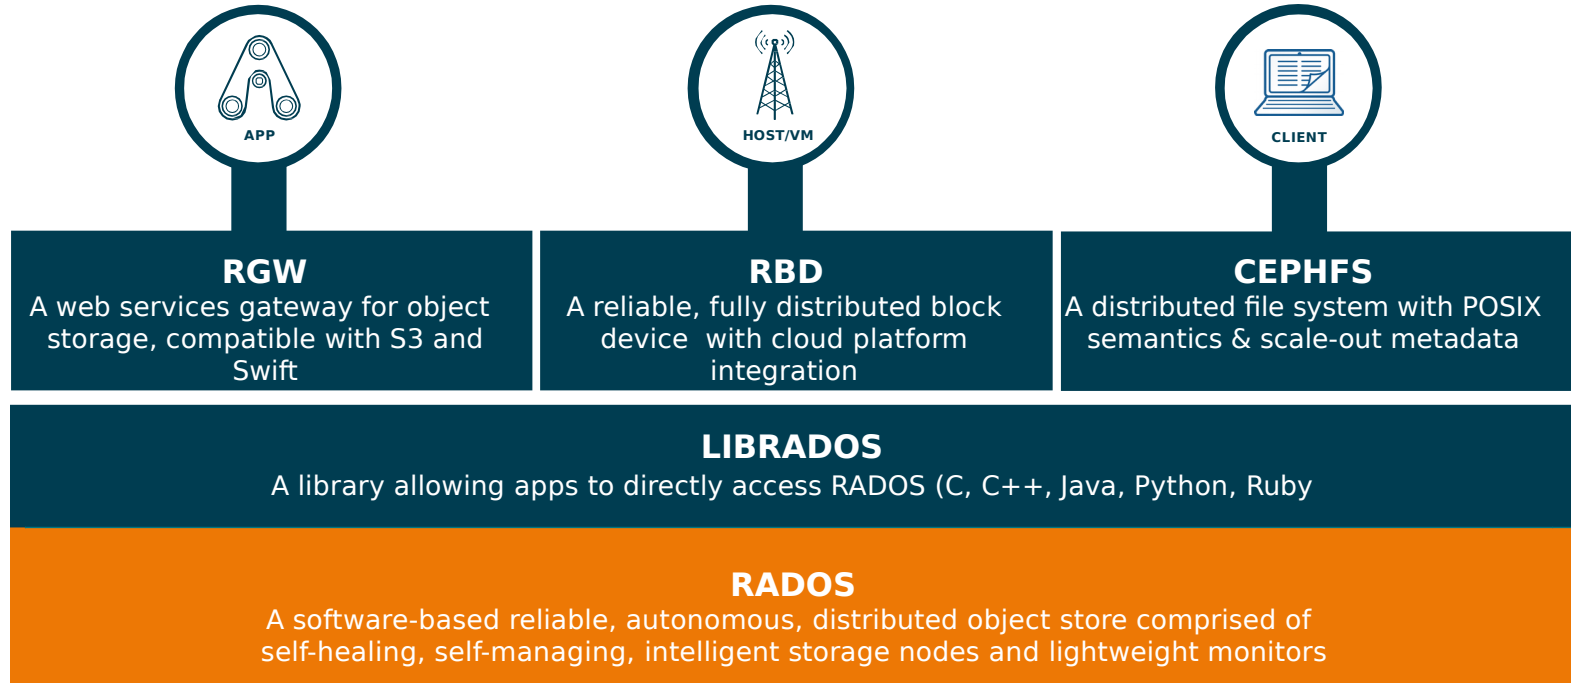 APP
HOST/VM
CLIENT
RGW
A web services gateway for object
storage, compatible with S3 and
Swift
RBD
A reliable, fully distributed block
device  with cloud platform
integration
CEPHFS
A distributed file system with POSIX
semantics & scale-out metadata
LIBRADOS
A library allowing apps to directly access RADOS (C, C++, Java, Python, Ruby
RADOS
A software-based reliable, autonomous, distributed object store comprised of
self-healing, self-managing, intelligent storage nodes and lightweight monitors